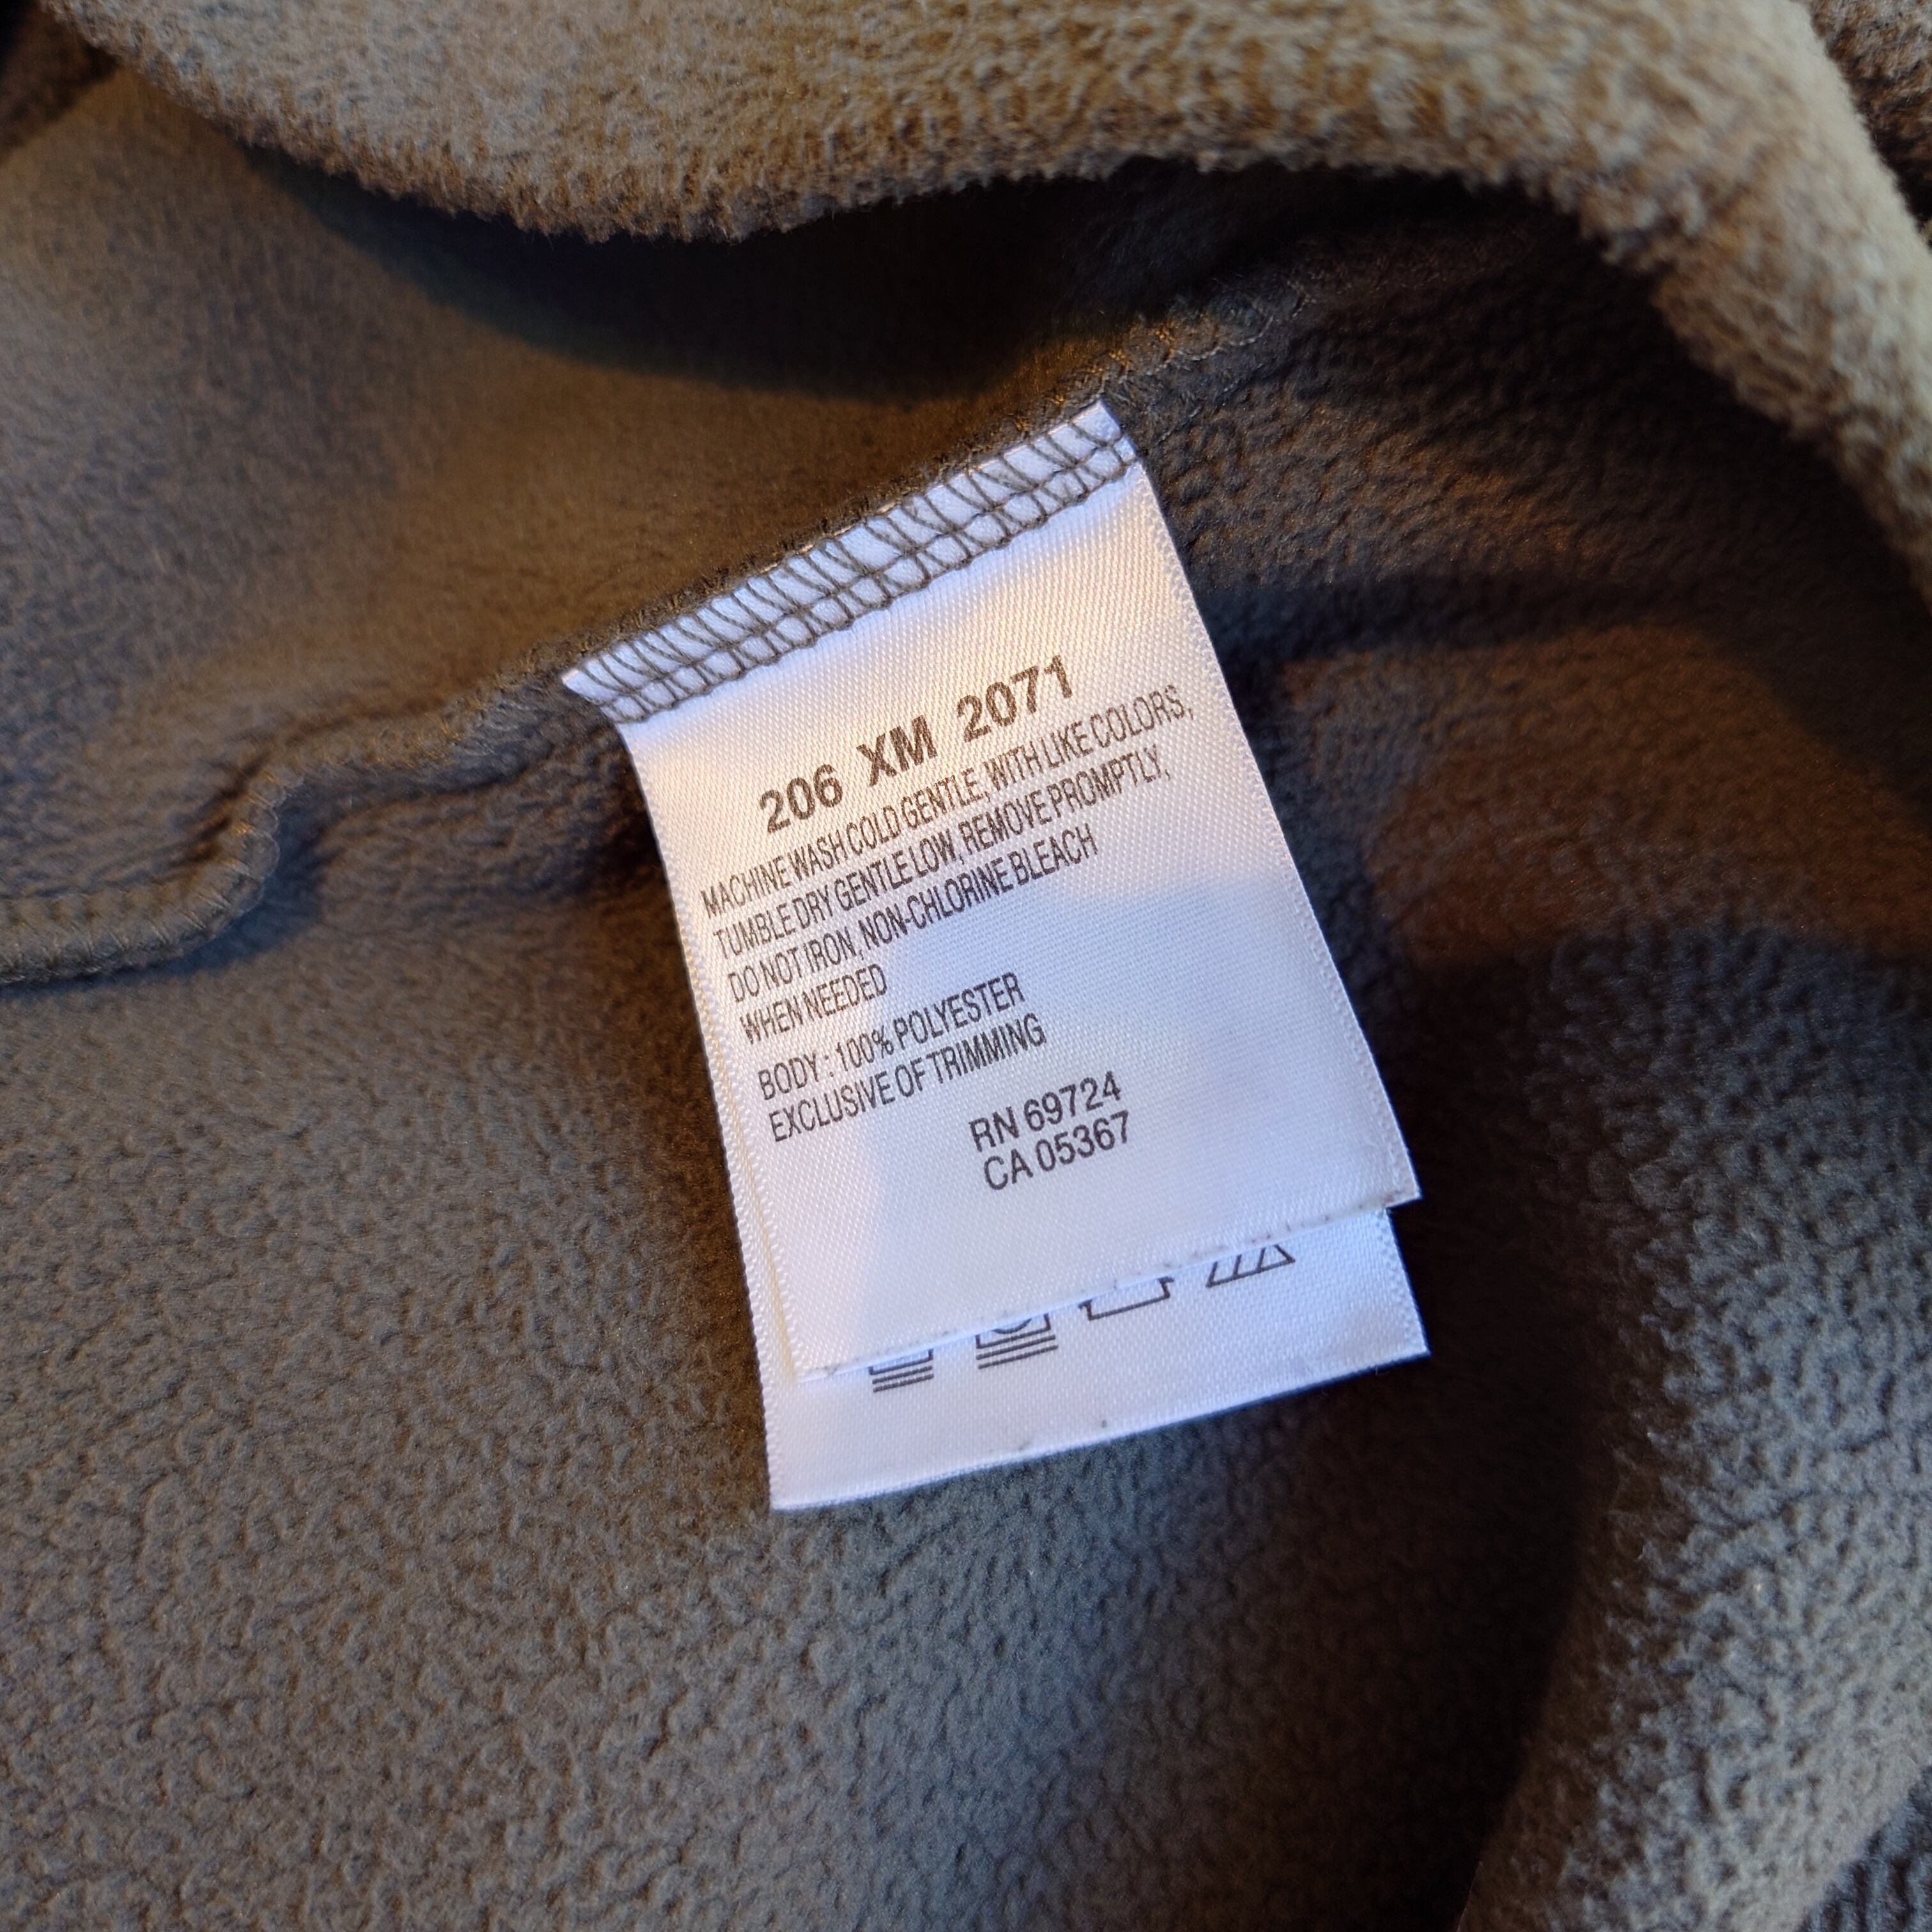 206 XM 2071
MACHINE WASH COLD GENTLE, WITH LIKE COLORS,
TUMBLE DRY GENTLE LOW, REMOVE PROMPTLY,
DO NOT IRON, NON-CHLORINE BLEACH
WHEN NEEDED
BODY : 100% POLYESTER
EXCLUSIVE OF TRIMMING
RN 69724
CA 05367